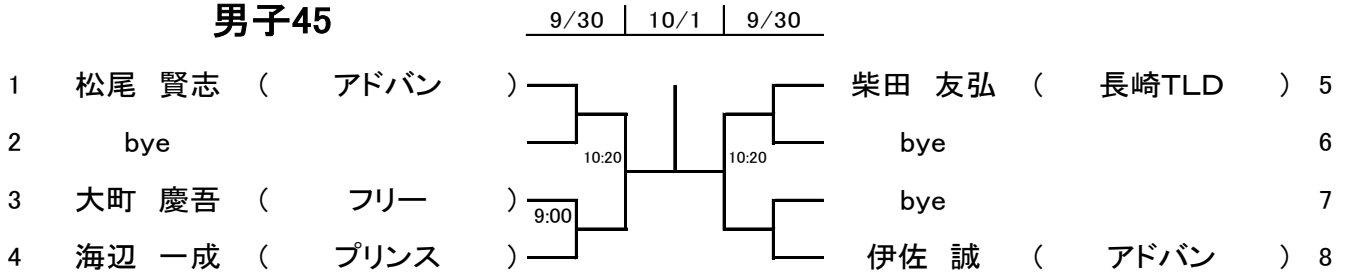 男子45 9/30 10/1 9/30
1 松尾 賢志 ( アドバン ) 柴田 友弘 ( 長崎TLD ) 5
2 bye 10:20 10:20 bye 6
3 大町 慶吾 ( フリー ) 9:00 bye 7
4 海辺 一成 ( プリンス ) 伊佐 誠 ( アドバン ) 8